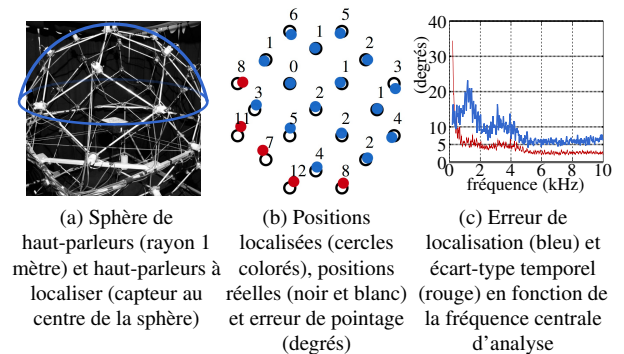 6 5
1 1 2
8 0 1 3
3 2 1
11 5 2 4
7 4 2
12 8
40
30
20
10
5
0
(degrés)
0 2 4 6 8 10
fréquence (kHz)
(a) Sphère de
haut-parleurs (rayon 1
mètre) et haut-parleurs à
localiser (capteur au
centre de la sphère)
(b) Positions
localisées (cercles
colorés), positions
réelles (noir et blanc)
et erreur de pointage
(degrés)
(c) Erreur de
localisation (bleu) et
écart-type temporel
(rouge) en fonction de
la fréquence centrale
d'analyse